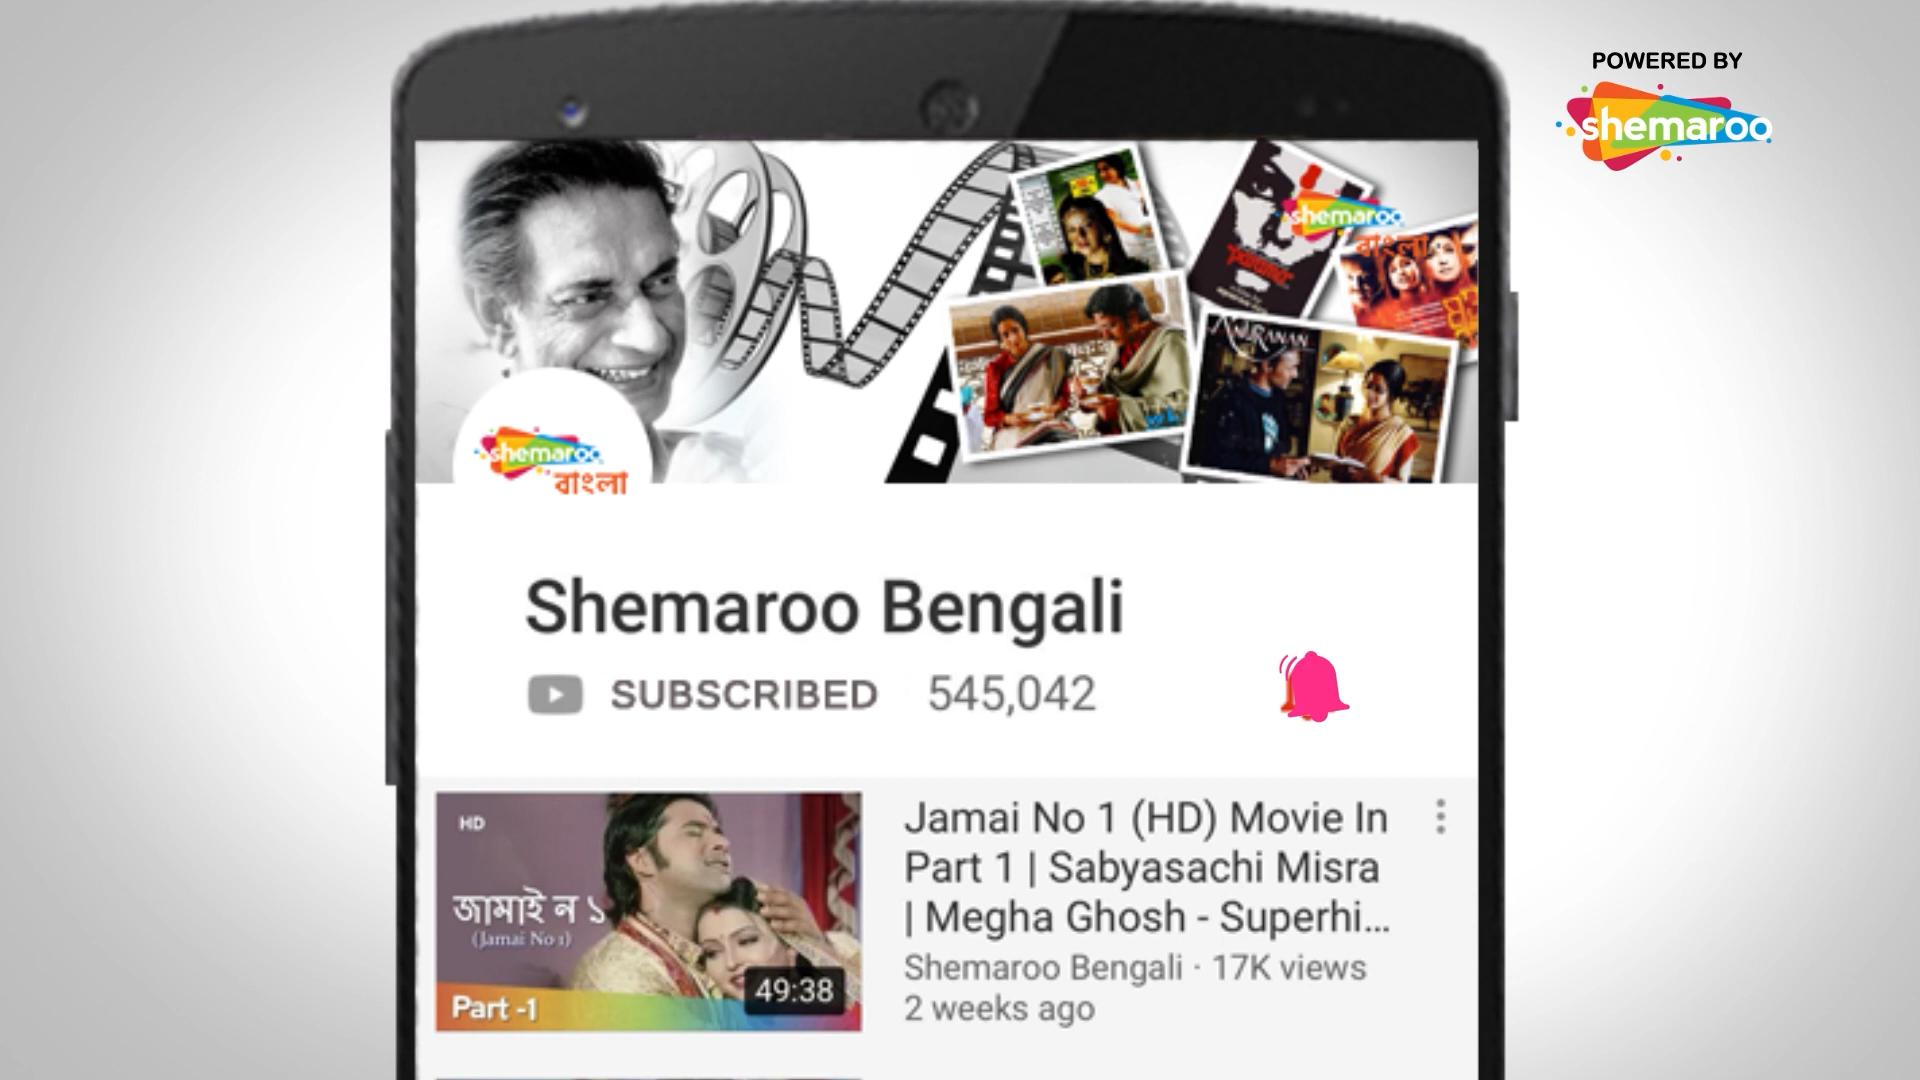 POWERED BY
shemaroo
shemaroo
বাংলা
ANURANAN
shemaroo
বাংলা
Shemaroo Bengali
SUBSCRIBED 545,042
HD
জামাই ন ১
(Jamai No 1)
Part -1
49:38
Jamai No 1 (HD) Movie In
Part 1 | Sabyasachi Misra
| Megha Ghosh - Superhi...
Shemaroo Bengali · 17K views
2 weeks ago